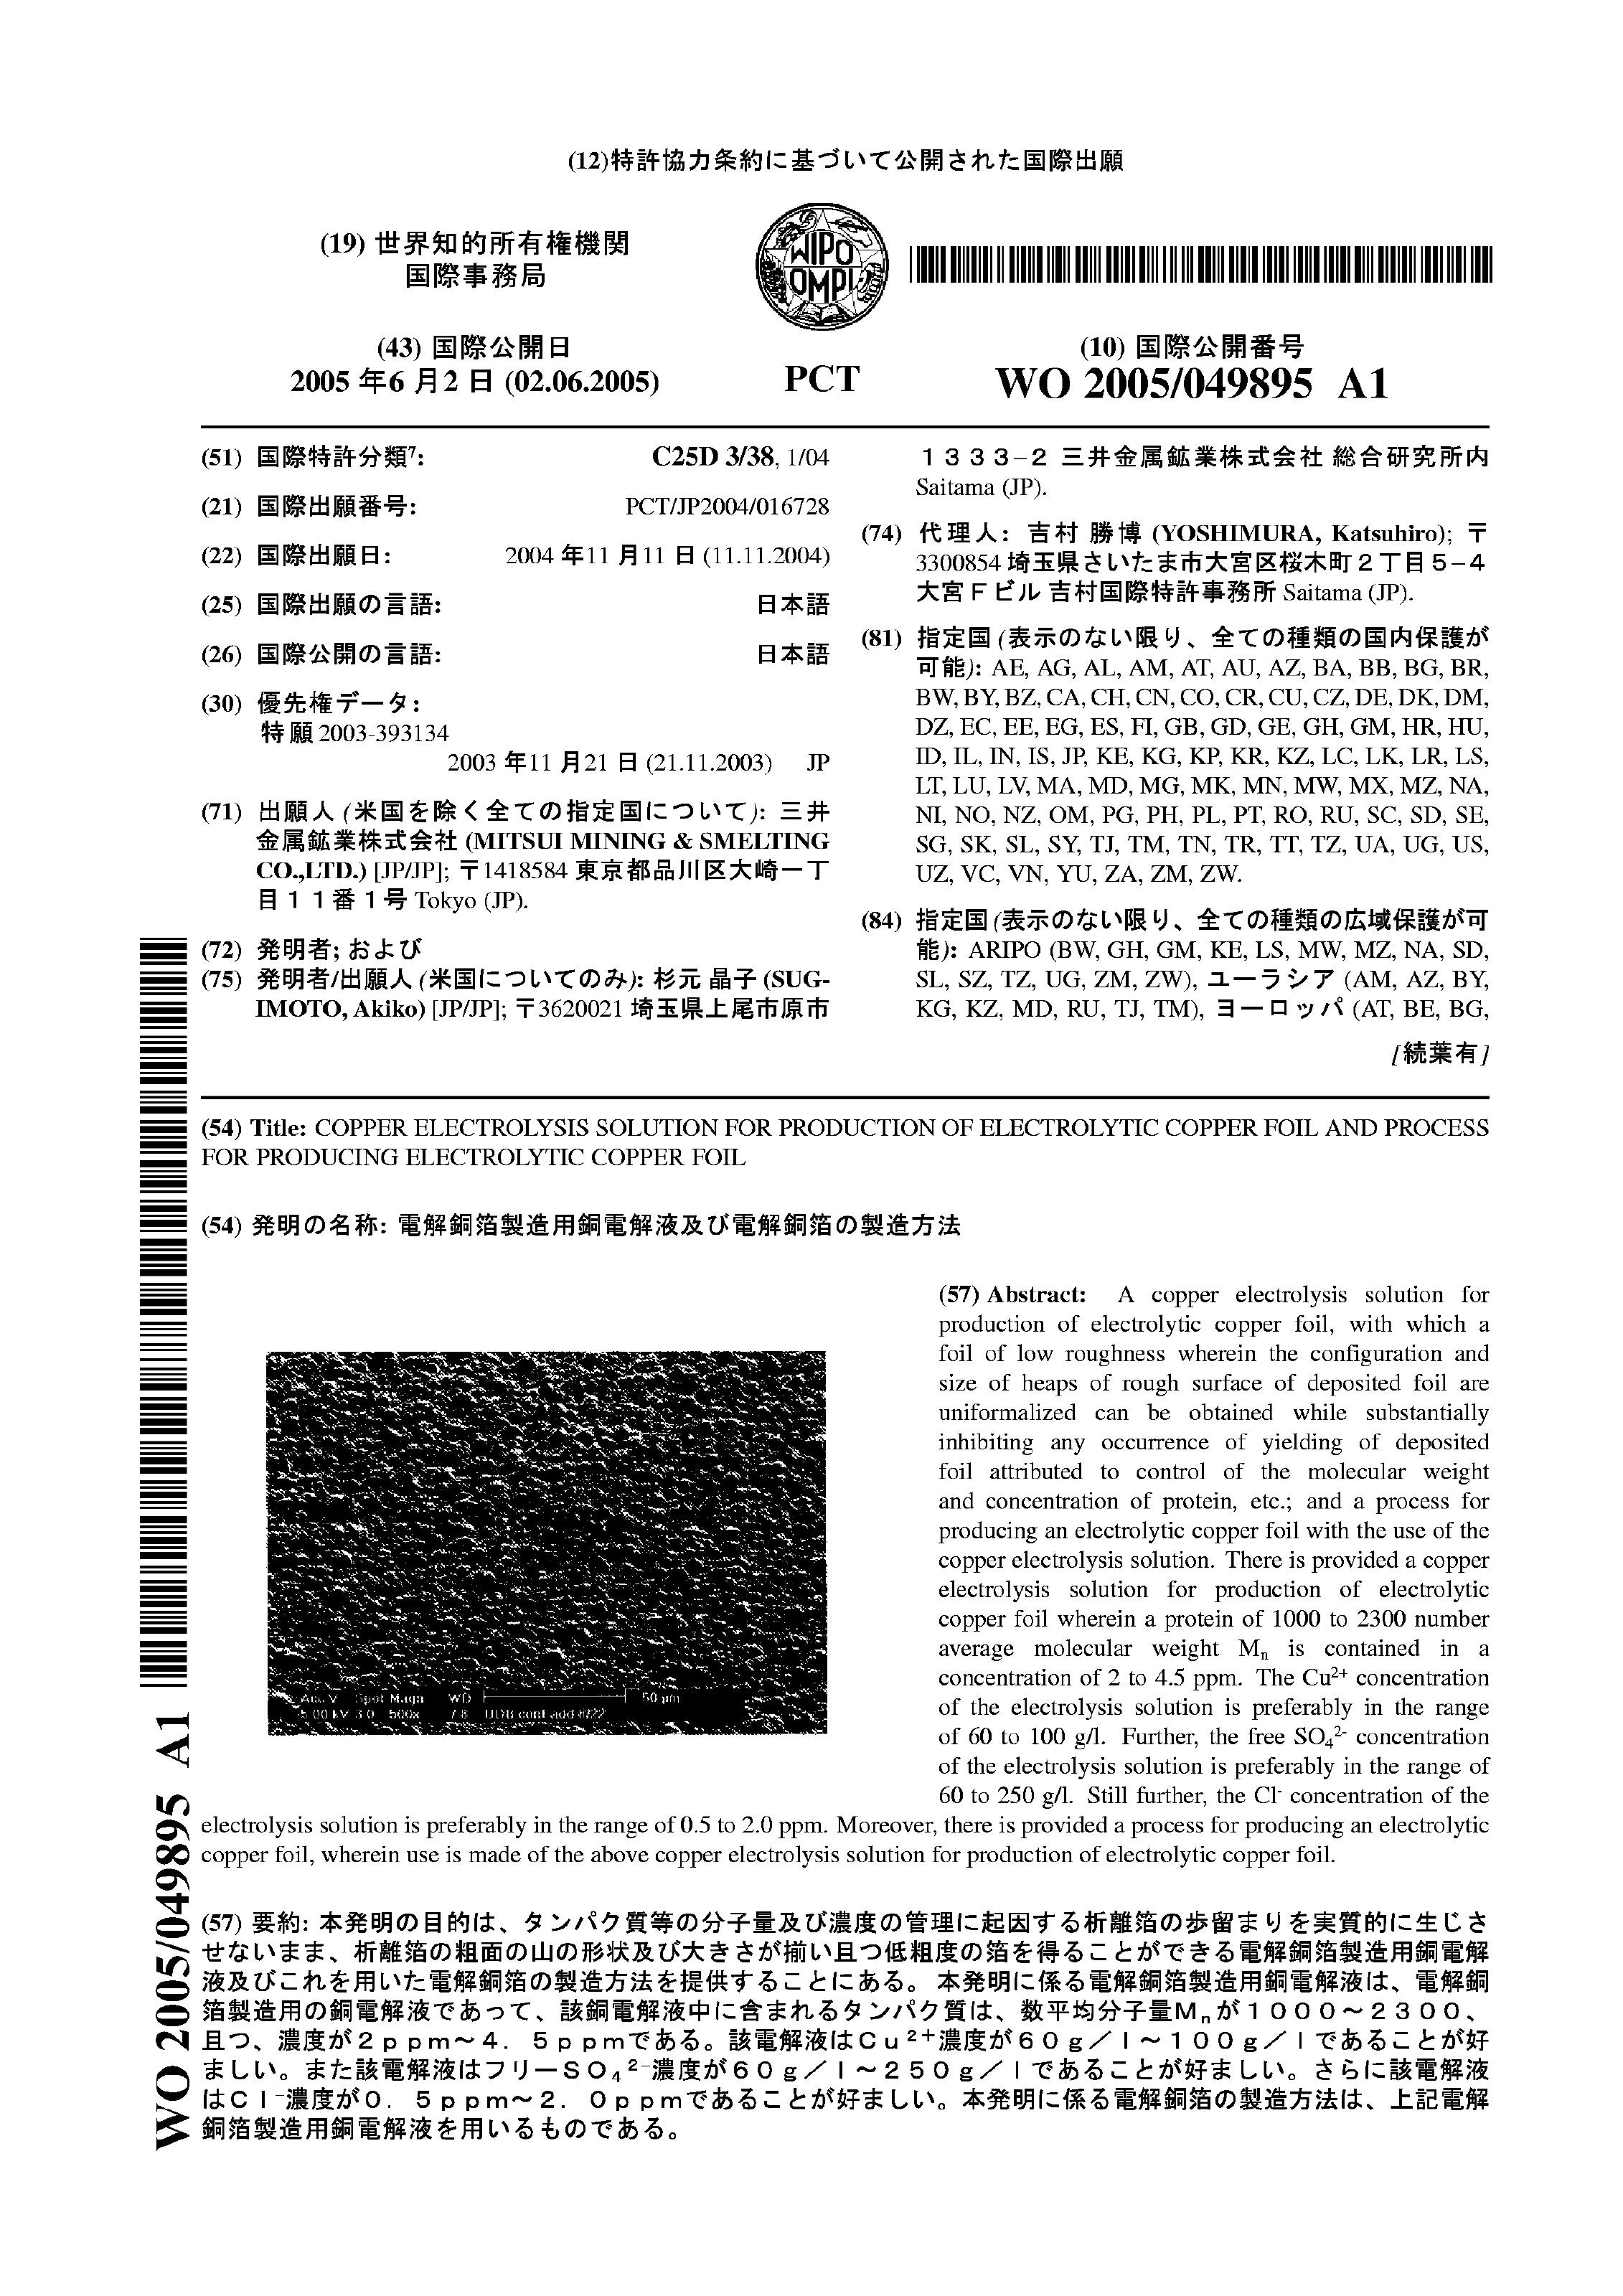 (12)特許協力条約に基づいて公開された国際出願
(19) 世界知的所有権機関
国際事務局
WIPO
OMPI
(43) 国際公開日
2005 年6 月2 日 (02.06.2005)
PCT
(10) 国際公開番号
WO 2005/049895 A1
(51) 国際特許分類7: C25D 3/38, 1/04
(21) 国際出願番号: PCT/JP2004/016728
(22) 国際出願日: 2004 年11 月11 日 (11.11.2004)
(25) 国際出願の言語: 日本語
(26) 国際公開の言語: 日本語
(30) 優先権データ:
特願 2003-393134
2003 年11 月21 日 (21.11.2003) JP
(71) 出願人 (米国を除く全ての指定国について): 三井
金属鉱業株式会社 (MITSUI MINING & SMELTING
CO.,LTD.) [JP/JP]; 〒1418584 東京都品川区大崎一丁
目11番1号 Tokyo (JP).
(72) 発明者; および
(75) 発明者/出願人 (米国についてのみ): 杉元 晶子 (SUG-
IMOTO, Akiko) [JP/JP]; 〒3620021 埼玉県上尾市原市
1333-2 三井金属鉱業株式会社 総合研究所内
Saitama (JP).
(74) 代理人: 吉村 勝博 (YOSHIMURA, Katsuhiro); 〒
3300854 埼玉県さいたま市大宮区桜木町2丁目5-4
大宮Fビル 吉村国際特許事務所 Saitama (JP).
(81) 指定国 (表示のない限り、全ての種類の国内保護が
可能): AE, AG, AL, AM, AT, AU, AZ, BA, BB, BG, BR,
BW, BY, BZ, CA, CH, CN, CO, CR, CU, CZ, DE, DK, DM,
DZ, EC, EE, EG, ES, FI, GB, GD, GE, GH, GM, HR, HU,
ID, IL, IN, IS, JP, KE, KG, KP, KR, KZ, LC, LK, LR, LS,
LT, LU, LV, MA, MD, MG, MK, MN, MW, MX, MZ, NA,
NI, NO, NZ, OM, PG, PH, PL, PT, RO, RU, SC, SD, SE,
SG, SK, SL, SY, TJ, TM, TN, TR, TT, TZ, UA, UG, US,
UZ, VC, VN, YU, ZA, ZM, ZW.
(84) 指定国 (表示のない限り、全ての種類の広域保護が可
能): ARIPO (BW, GH, GM, KE, LS, MW, MZ, NA, SD,
SL, SZ, TZ, UG, ZM, ZW), ユーラシア (AM, AZ, BY,
KG, KZ, MD, RU, TJ, TM), ヨーロッパ (AT, BE, BG,
[続葉有]
(54) Title: COPPER ELECTROLYSIS SOLUTION FOR PRODUCTION OF ELECTROLYTIC COPPER FOIL AND PROCESS
FOR PRODUCING ELECTROLYTIC COPPER FOIL
(54) 発明の名称: 電解銅箔製造用銅電解液及び電解銅箔の製造方法
Acc.V Spot Magn WD 50 µm
5.00 kV 3.0 500x 7.8
(57) Abstract: A copper electrolysis solution for
production of electrolytic copper foil, with which a
foil of low roughness wherein the configuration and
size of heaps of rough surface of deposited foil are
uniformalized can be obtained while substantially
inhibiting any occurrence of yielding of deposited
foil attributed to control of the molecular weight
and concentration of protein, etc.; and a process for
producing an electrolytic copper foil with the use of the
copper electrolysis solution. There is provided a copper
electrolysis solution for production of electrolytic
copper foil wherein a protein of 1000 to 2300 number
average molecular weight Mn is contained in a
concentration of 2 to 4.5 ppm. The Cu2+ concentration
of the electrolysis solution is preferably in the range
of 60 to 100 g/l. Further, the free SO42- concentration
of the electrolysis solution is preferably in the range of
60 to 250 g/l. Still further, the Cl- concentration of the
electrolysis solution is preferably in the range of 0.5 to 2.0 ppm. Moreover, there is provided a process for producing an electrolytic
copper foil, wherein use is made of the above copper electrolysis solution for production of electrolytic copper foil.
(57) 要約: 本発明の目的は、タンパク質等の分子量及び濃度の管理に起因する析離箔の歩留まりを実質的に生じさ
せないまま、析離箔の粗面の山の形状及び大きさが揃い且つ低粗度の箔を得ることができる電解銅箔製造用銅電解
液及びこれを用いた電解銅箔の製造方法を提供することにある。 本発明に係る電解銅箔製造用銅電解液は、電解銅
箔製造用の銅電解液であって、該銅電解液中に含まれるタンパク質は、数平均分子量Mnが1000~2300、
且つ、濃度が2ppm~4.5ppmである。該電解液はCu2+濃度が60g/l~100g/lであることが好
ましい。また該電解液はフリーSO42-濃度が60g/l~250g/lであることが好ましい。さらに該電解液
はCl-濃度が0.5ppm~2.0ppmであることが好ましい。本発明に係る電解銅箔の製造方法は、上記電解
銅箔製造用銅電解液を用いるものである。
WO 2005/049895 A1